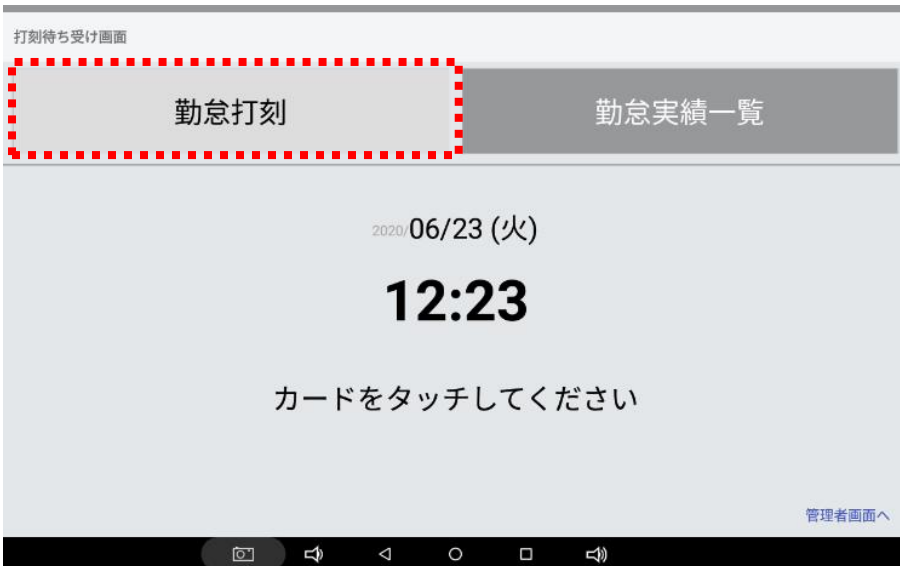 打刻待ち受け画面
勤怠打刻
勤怠実績一覧
2020/06/23 (火)
12:23
カードをタッチしてください
管理者画面へ